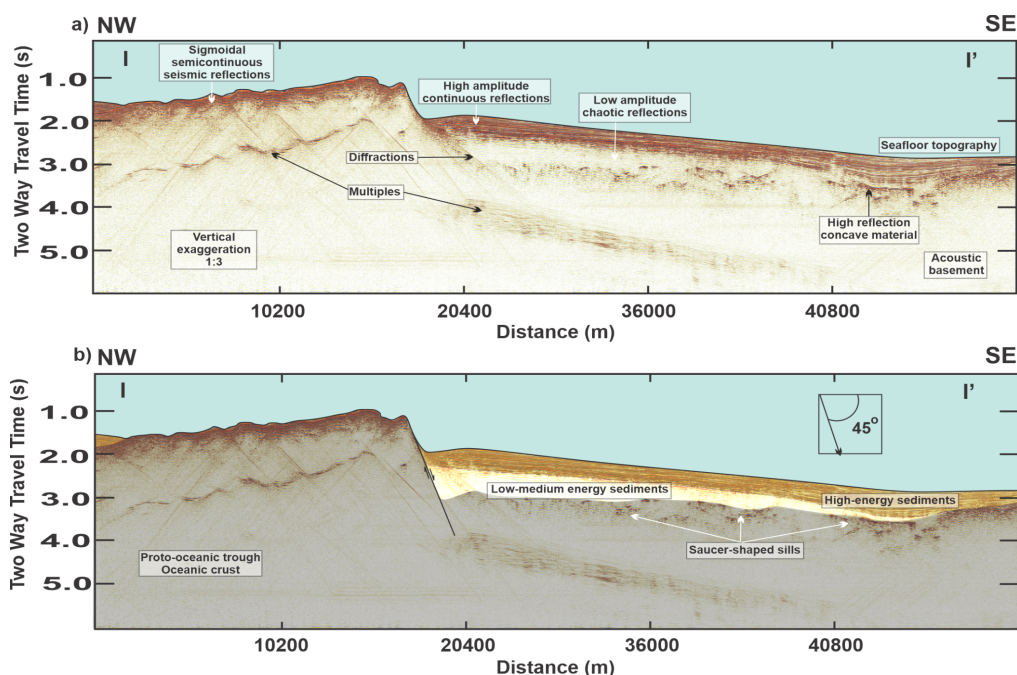 a) NW
SE
I
I'
Sigmoidal
semicontinuous
seismic reflections
High amplitude
continuous reflections
Low amplitude
chaotic reflections
Seafloor topography
Diffractions
Multiples
High reflection
concave material
Vertical
exaggeration
1:3
Acoustic
basement
Two Way Travel Time (s)
1.0
2.0
3.0
4.0
5.0
10200
20400
36000
40800
Distance (m)
b) NW
SE
I
I'
45o
Low-medium energy sediments
High-energy sediments
Saucer-shaped sills
Proto-oceanic trough
Oceanic crust
Two Way Travel Time (s)
1.0
2.0
3.0
4.0
5.0
10200
20400
36000
40800
Distance (m)